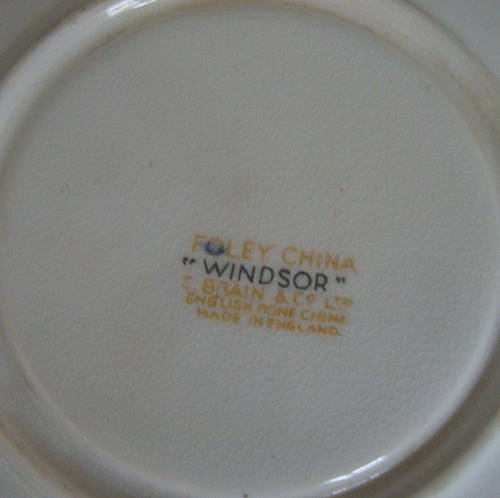 FOLEY CHINA
"WINDSOR"
E. BRAIN & CO LTD
ENGLISH BONE CHINA
MADE IN ENGLAND.